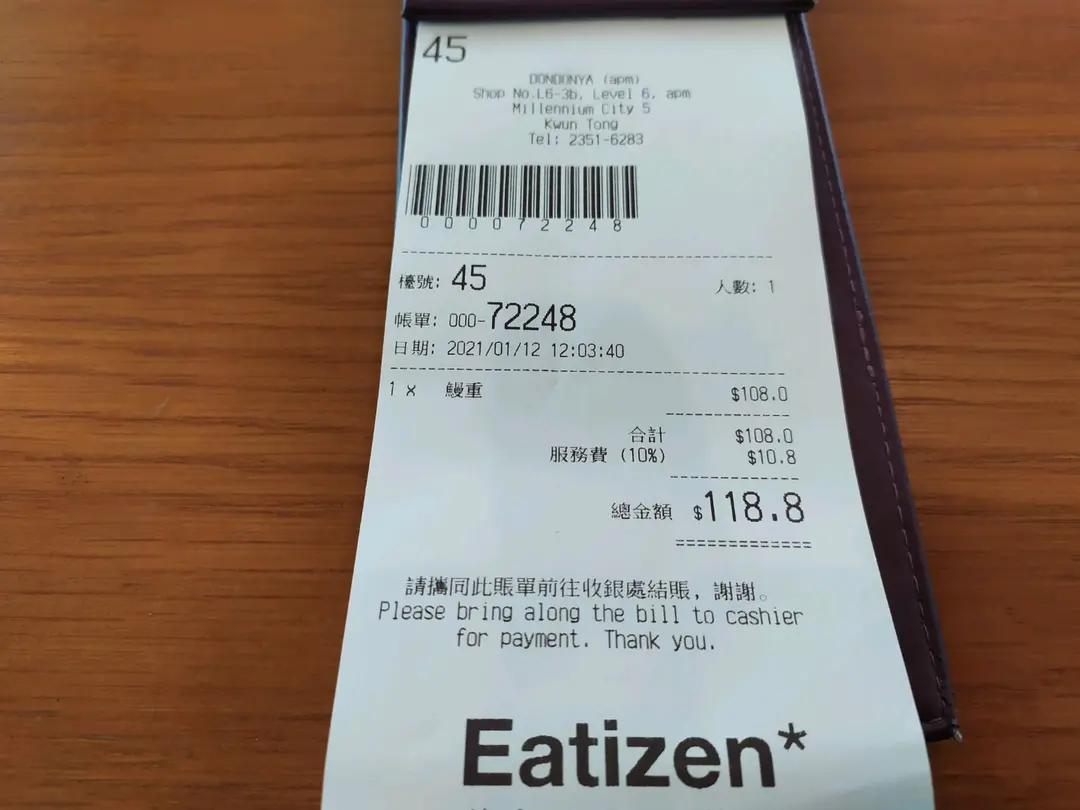 45
DONDONYA (apm)
Shop No.L6-3b, Level 6, apm
Millennium City 5
Kwun Tong
Tel: 2351-6283
00072248
檯號: 45 人數: 1
帳單: 000-72248
日期: 2021/01/12 12:03:40
1 x 鰻重 $108.0
合計 $108.0
服務費 (10%) $10.8
總金額 $118.8
請攜同此賬單前往收銀處結賬, 謝謝。
Please bring along the bill to cashier
for payment. Thank you.
Eatizen*